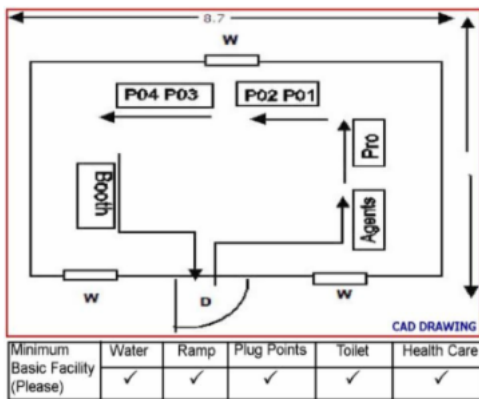 8.7
W
P04 P03
P02 P01
Pro
Booth
Agents
W
D
W
CAD DRAWING
Minimum Basic Facility (Please)
Water
Ramp
Plug Points
Toilet
Health Care
✓ ✓ ✓ ✓ ✓